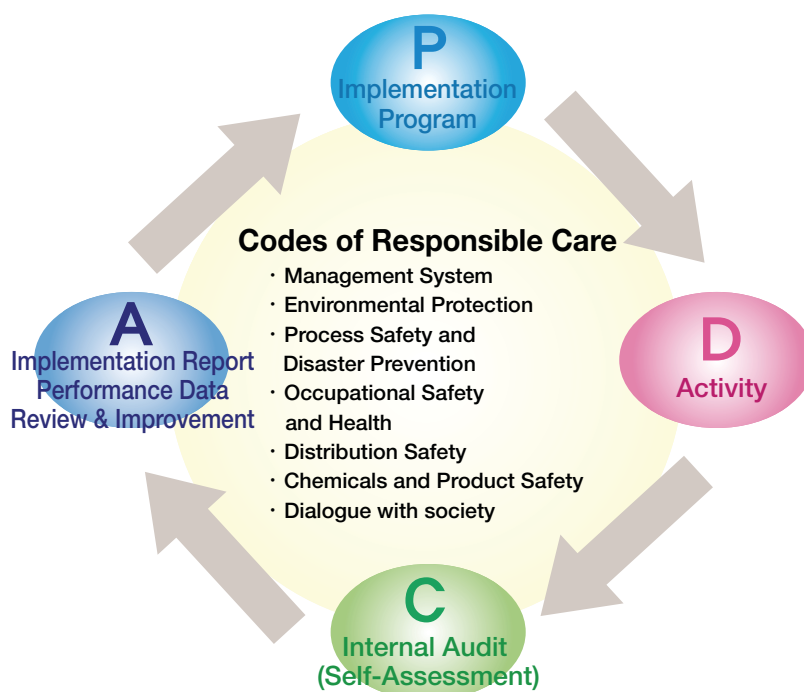 P
Implementation
Program
Codes of Responsible Care
・Management System
・Environmental Protection
・Process Safety and
Disaster Prevention
・Occupational Safety
and Health
・Distribution Safety
・Chemicals and Product Safety
・Dialogue with society
D
Activity
C
Internal Audit
(Self-Assessment)
A
Implementation Report
Performance Data
Review & Improvement